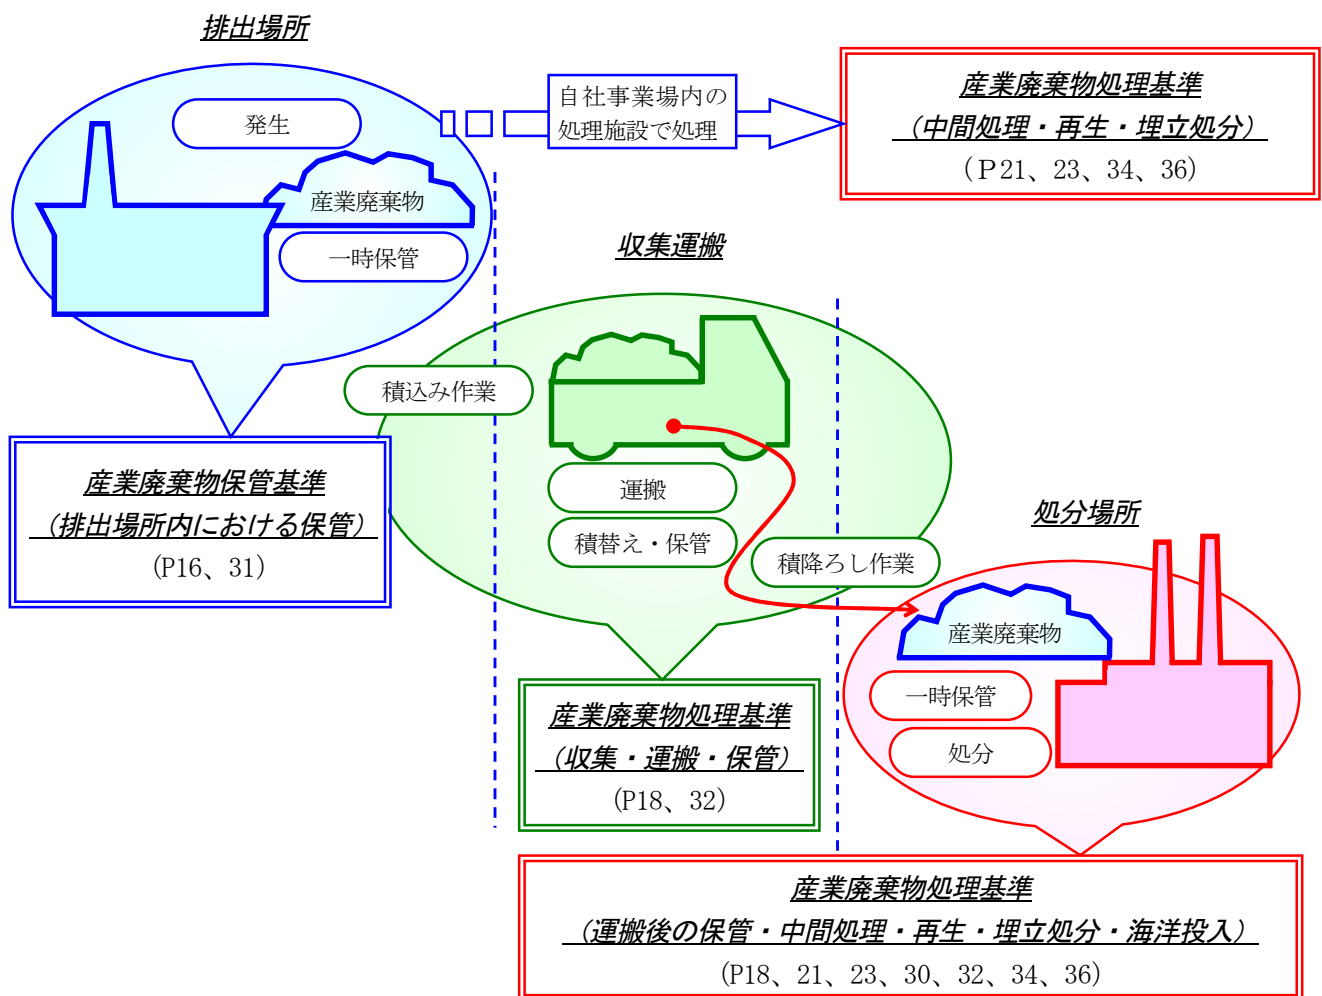 排出場所
発生
産業廃棄物
一時保管
自社事業場内の
処理施設で処理
産業廃棄物処理基準
（中間処理・再生・埋立処分）
（P21、23、34、36）
収集運搬
積込み作業
運搬
積替え・保管
積降ろし作業
産業廃棄物保管基準
（排出場所内における保管）
(P16、31)
処分場所
産業廃棄物
一時保管
処分
産業廃棄物処理基準
（収集・運搬・保管）
(P18、32)
産業廃棄物処理基準
（運搬後の保管・中間処理・再生・埋立処分・海洋投入）
(P18、21、23、30、32、34、36)